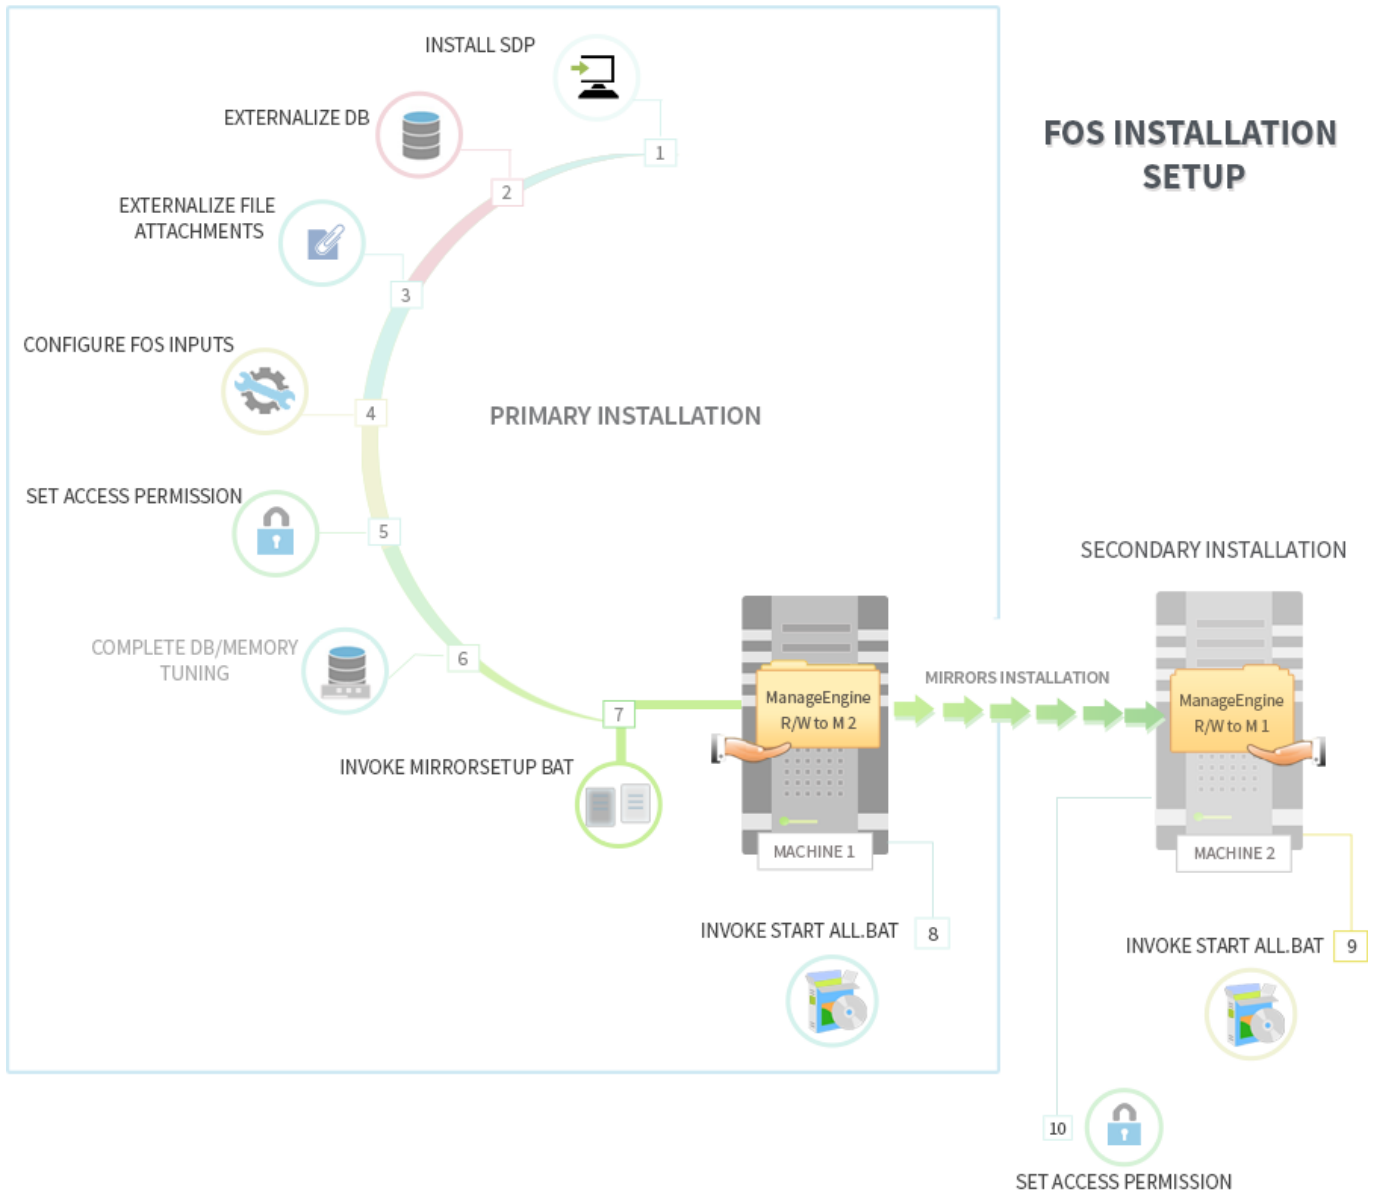 INSTALL SDP
1
EXTERNALIZE DB
2
EXTERNALIZE FILE
ATTACHMENTS
3
CONFIGURE FOS INPUTS
4
SET ACCESS PERMISSION
5
COMPLETE DB/MEMORY
TUNING
6
7
INVOKE MIRRORSETUP BAT
PRIMARY INSTALLATION
FOS INSTALLATION
SETUP
ManageEngine
R/W to M 2
MACHINE 1
MIRRORS INSTALLATION
SECONDARY INSTALLATION
ManageEngine
R/W to M 1
MACHINE 2
INVOKE START ALL.BAT
8
INVOKE START ALL.BAT
9
10
SET ACCESS PERMISSION